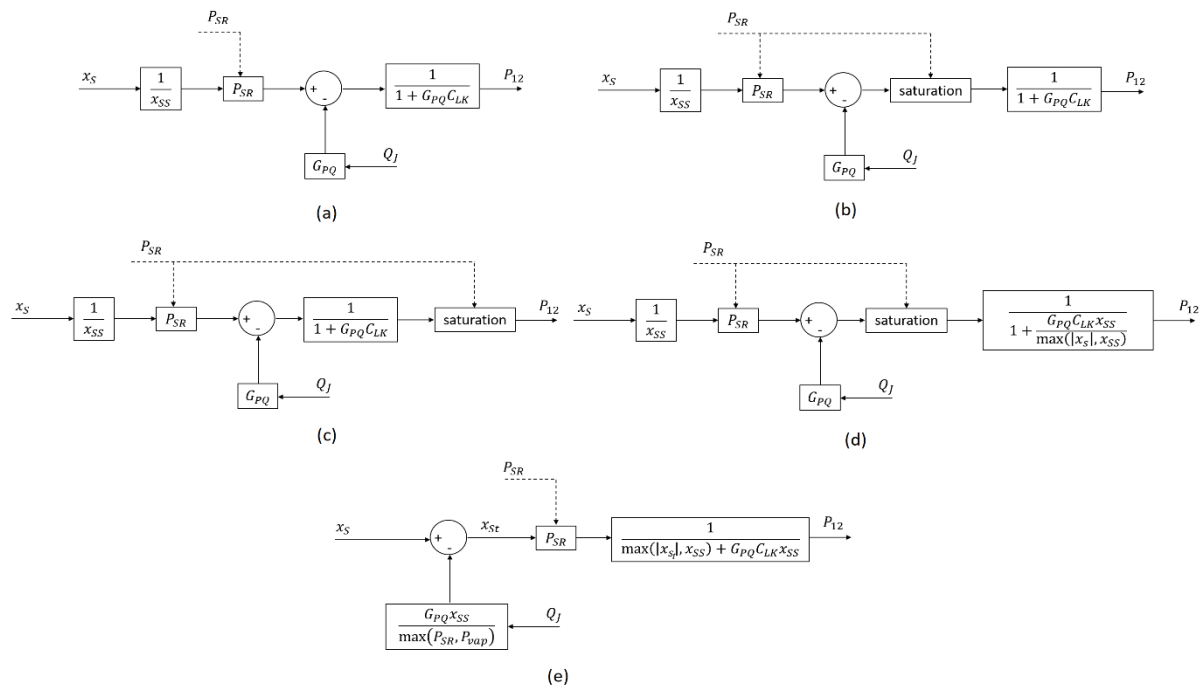 P_SR
x_S
1
x_SS
P_SR
+
-
1
1 + G_PQ C_LK
P_12
G_PQ
Q_J
(a)
P_SR
x_S
1
x_SS
P_SR
+
-
saturation
1
1 + G_PQ C_LK
P_12
G_PQ
Q_J
(b)
P_SR
x_S
1
x_SS
P_SR
+
-
1
1 + G_PQ C_LK
saturation
P_12
G_PQ
Q_J
(c)
P_SR
x_S
1
x_SS
P_SR
+
-
saturation
1
1 + G_PQ C_LK x_SS
max(|x_s|, x_SS)
P_12
G_PQ
Q_J
(d)
P_SR
x_S
+
-
x_St
P_SR
1
max(|x_St|, x_SS) + G_PQ C_LK x_SS
P_12
G_PQ x_SS
max(P_SR, P_vap)
Q_J
(e)